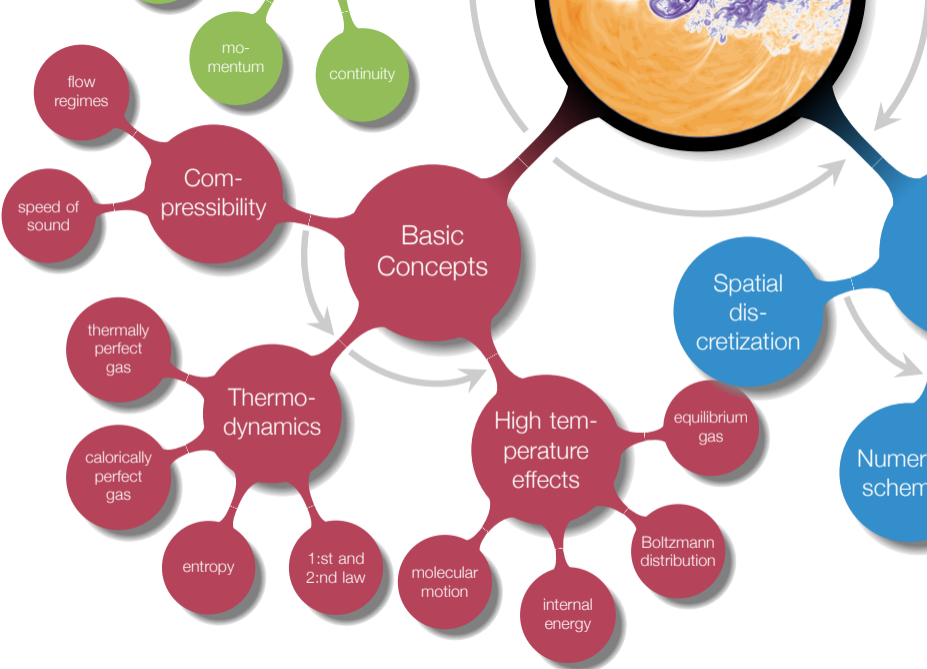 mo-
mentum
continuity
flow
regimes
Com-
pressibility
speed of
sound
Basic
Concepts
Spatial
dis-
cretization
thermally
perfect
gas
Thermo-
dynamics
High tem-
perature
effects
equilibrium
gas
calorically
perfect
gas
Numer
schem
entropy
1:st and
2:nd law
molecular
motion
internal
energy
Boltzmann
distribution